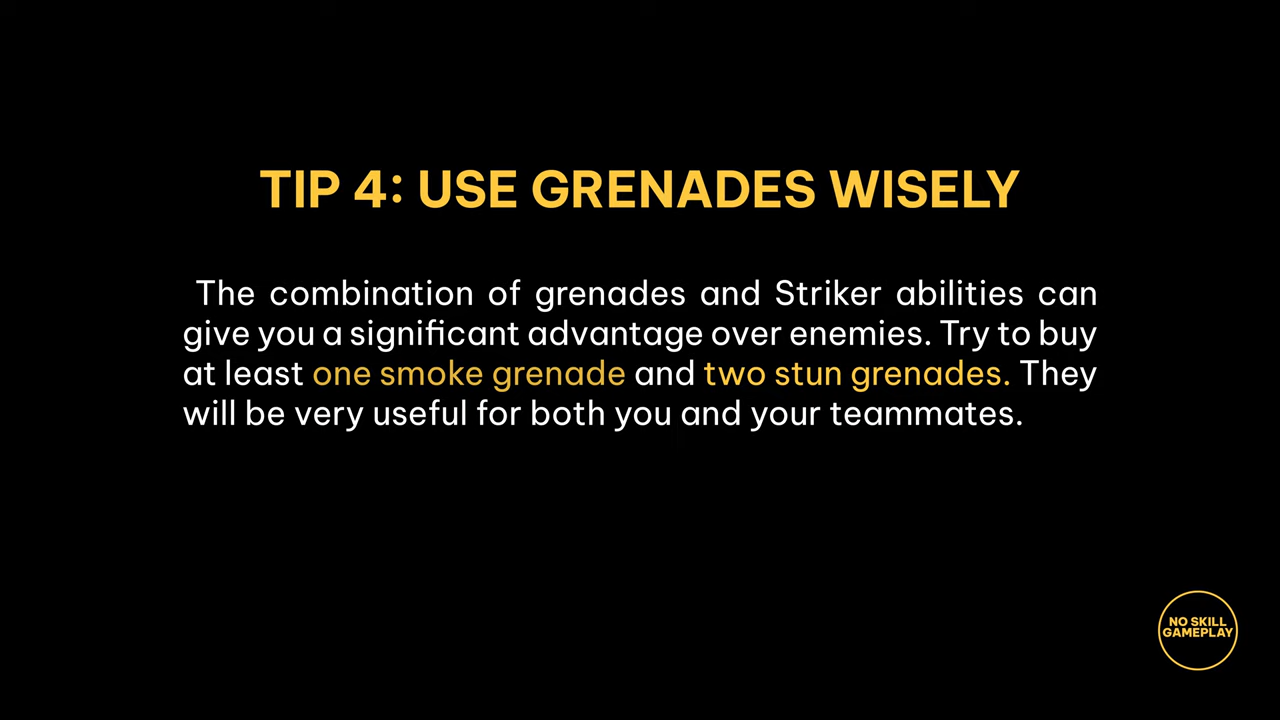 TIP 4: USE GRENADES WISELY
The combination of grenades and Striker abilities can
give you a significant advantage over enemies. Try to buy
at least one smoke grenade and two stun grenades. They
will be very useful for both you and your teammates.
NO SKILL
GAMEPLAY